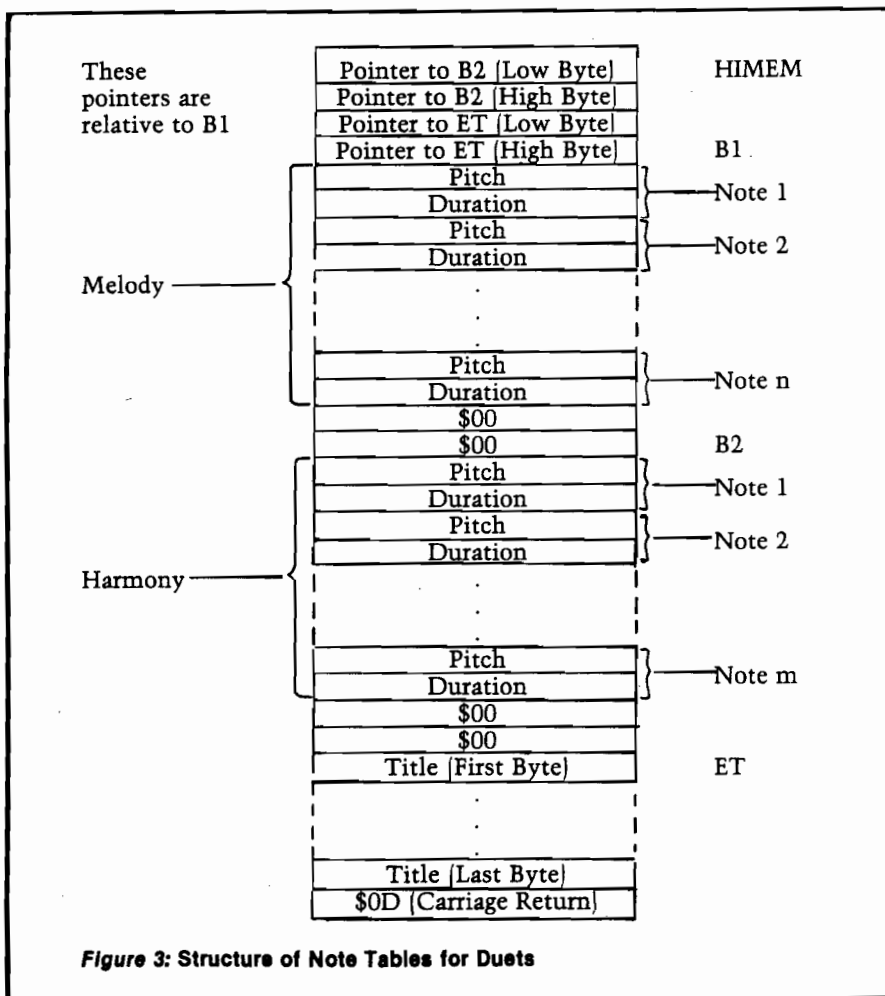 These
pointers are
relative to B1
Pointer to B2 (Low Byte) HIMEM
Pointer to B2 (High Byte)
Pointer to ET (Low Byte)
Pointer to ET (High Byte) B1
Pitch
Duration
Note 1
Pitch
Duration
Note 2
Melody
.
.
Pitch
Duration
Note n
$00
$00 B2
Pitch
Duration
Note 1
Pitch
Duration
Note 2
Harmony
.
.
.
Pitch
Duration
Note m
$00
$00
Title (First Byte) ET
.
.
.
Title (Last Byte)
$0D (Carriage Return)
Figure 3: Structure of Note Tables for Duets